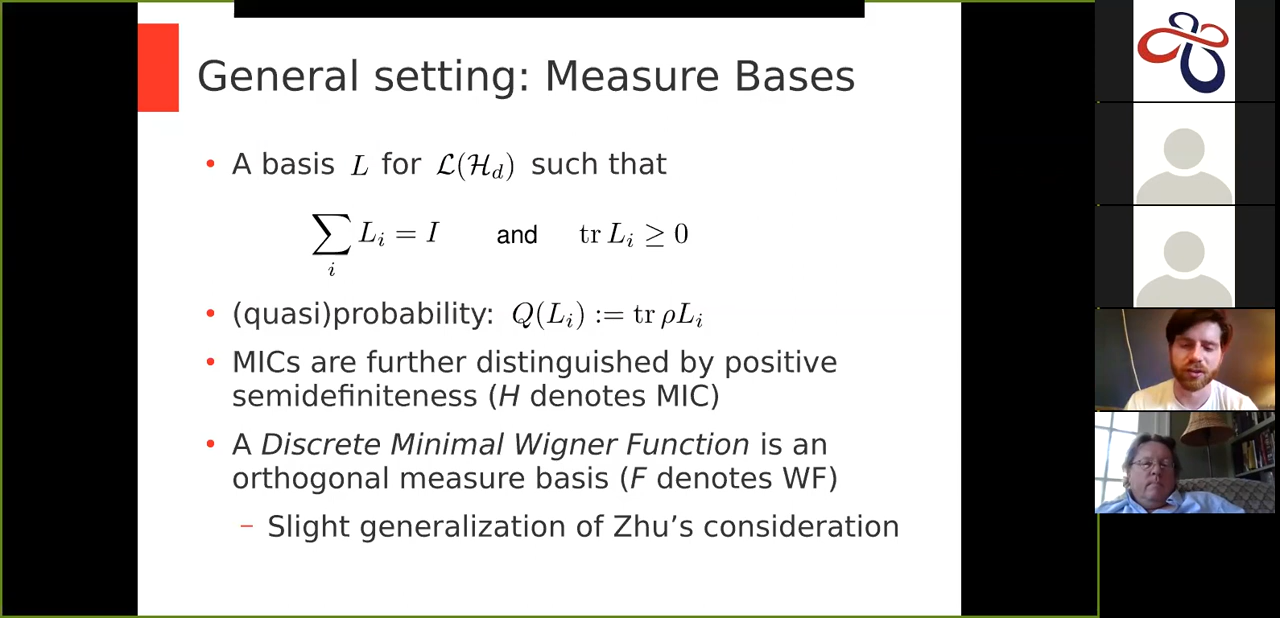 General setting: Measure Bases
• A basis L for ℒ(ℋ_d) such that
∑_i L_i = I and tr L_i ≥ 0
• (quasi)probability: Q(L_i) := tr ρL_i
• MICs are further distinguished by positive
semidefiniteness (H denotes MIC)
• A Discrete Minimal Wigner Function is an
orthogonal measure basis (F denotes WF)
– Slight generalization of Zhu's consideration